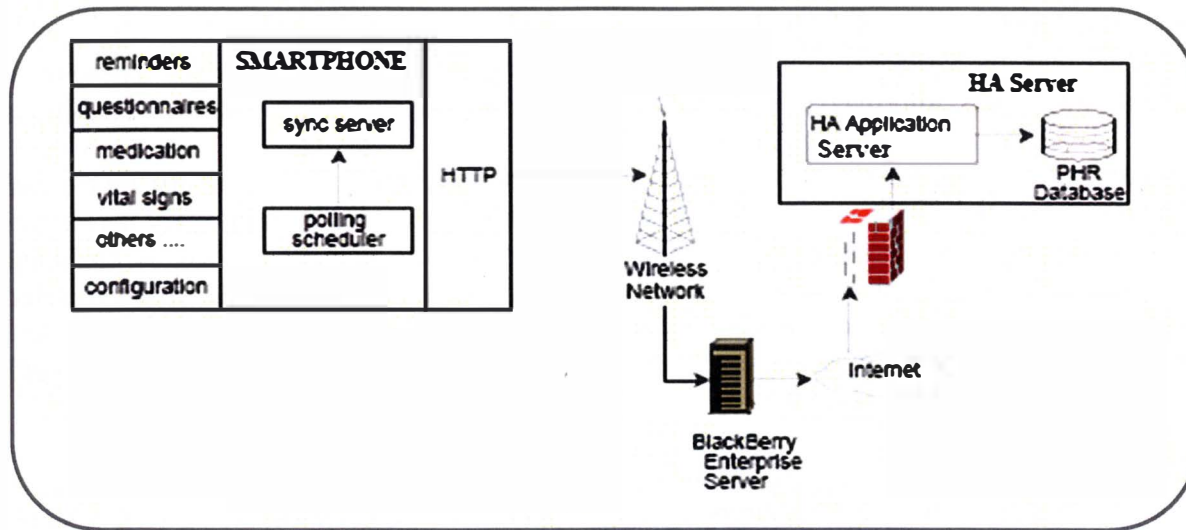 reminders
questionnaires
medication
vital signs
others ....
configuration
SMARTPHONE
sync server
polling
scheduler
HTTP
Wireless
Network
BlackBerry
Enterprise
Server
Internet
HA Server
HA Application
Server
PHR
Database